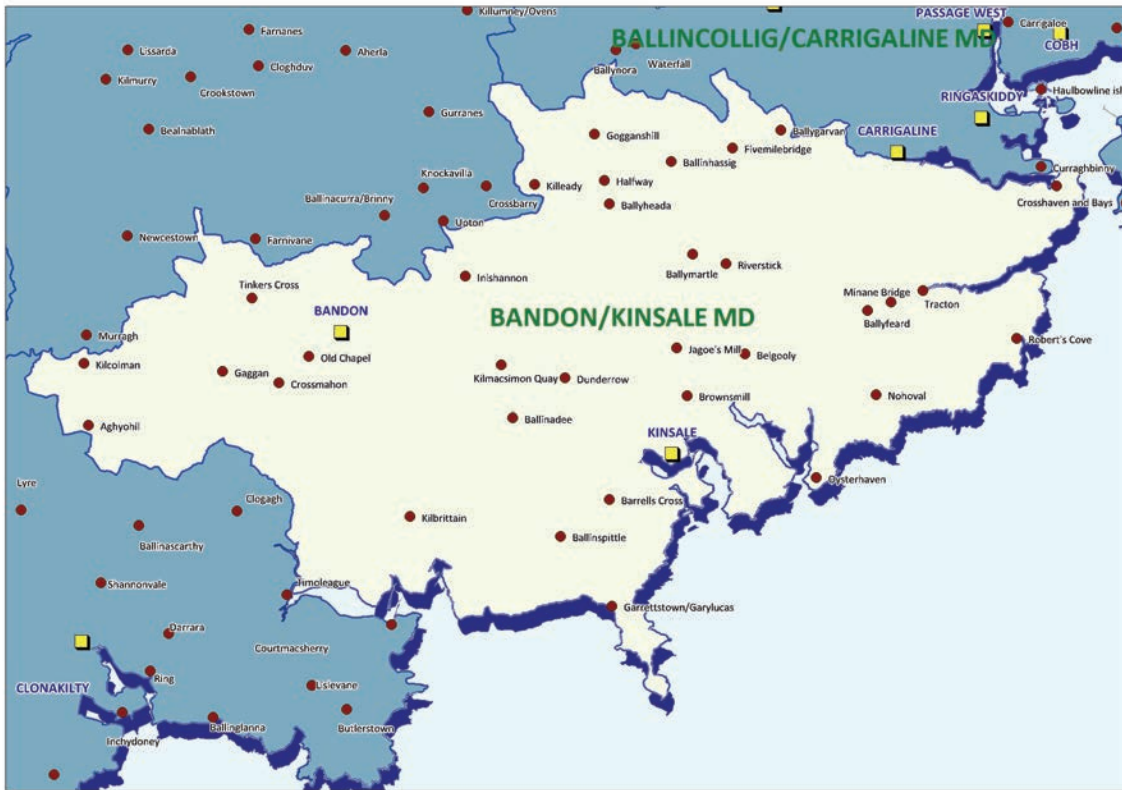 Killumney/Ovens
PASSAGE WEST
Carrigaloe
Farnanes
BALLINCOLLIG/CARRIGALINE MD
COBH
Lissarda
Aherla
Cloghduv
Waterfall
Ballynora
Kilmurry
Crookstown
Haulbowline isl
RINGASKIDDY
Gurranes
Bealnablath
Gogganshill
Ballygarvan
CARRIGALINE
Fivemilebridge
Ballinhassig
Curraghbinny
Knockavilla
Halfway
Killeady
Crossbarry
Ballinacurra/Brinny
Ballyheada
Crosshaven and Bays
Upton
Newcestown
Farnivane
Inishannon
Riverstick
Ballymartle
Tinkers Cross
Minane Bridge
Tracton
BANDON
BANDON/KINSALE MD
Ballyfeard
Murragh
Robert's Cove
Jagoe's Mill
Belgooly
Old Chapel
Kilcolman
Gaggan
Kilmacsimon Quay
Dunderrow
Crossmahon
Brownsmill
Nohoval
Ballinadee
Aghyohil
KINSALE
Oysterhaven
Lyre
Clogagh
Barrells Cross
Kilbrittain
Ballinspittle
Ballinascarthy
Shannonvale
Timoleague
Garrettstown/Garylucas
Darrara
Courtmacsherry
Ring
CLONAKILTY
Lislevane
Ballinglanna
Butlerstown
Inchydoney